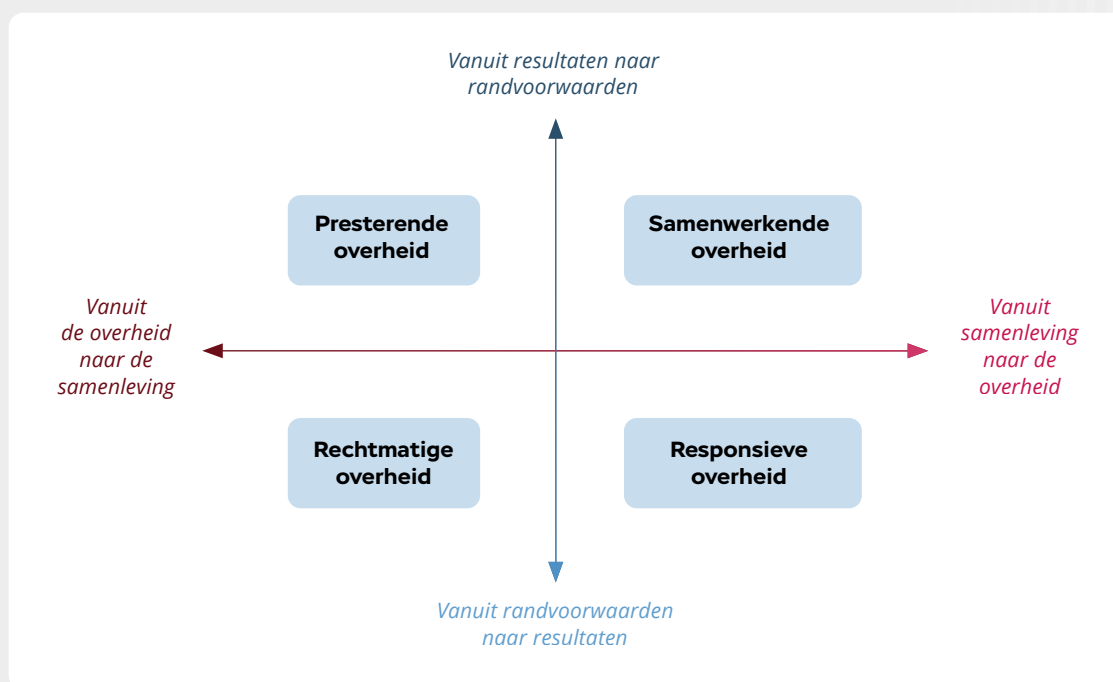 Vanuit resultaten naar
randvoorwaarden
Presterende
overheid
Samenwerkende
overheid
Vanuit
de overheid
naar de
samenleving
Vanuit
samenleving
naar de
overheid
Rechtmatige
overheid
Responsieve
overheid
Vanuit randvoorwaarden
naar resultaten